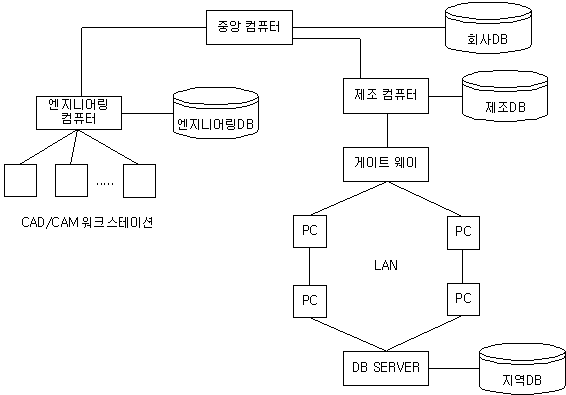 중앙 컴퓨터
회사DB
엔지니어링
컴퓨터
엔지니어링DB
제조 컴퓨터
제조DB
게이트 웨이
.....
CAD/CAM 워크스테이션
PC
PC
LAN
PC
PC
DB SERVER
지역DB